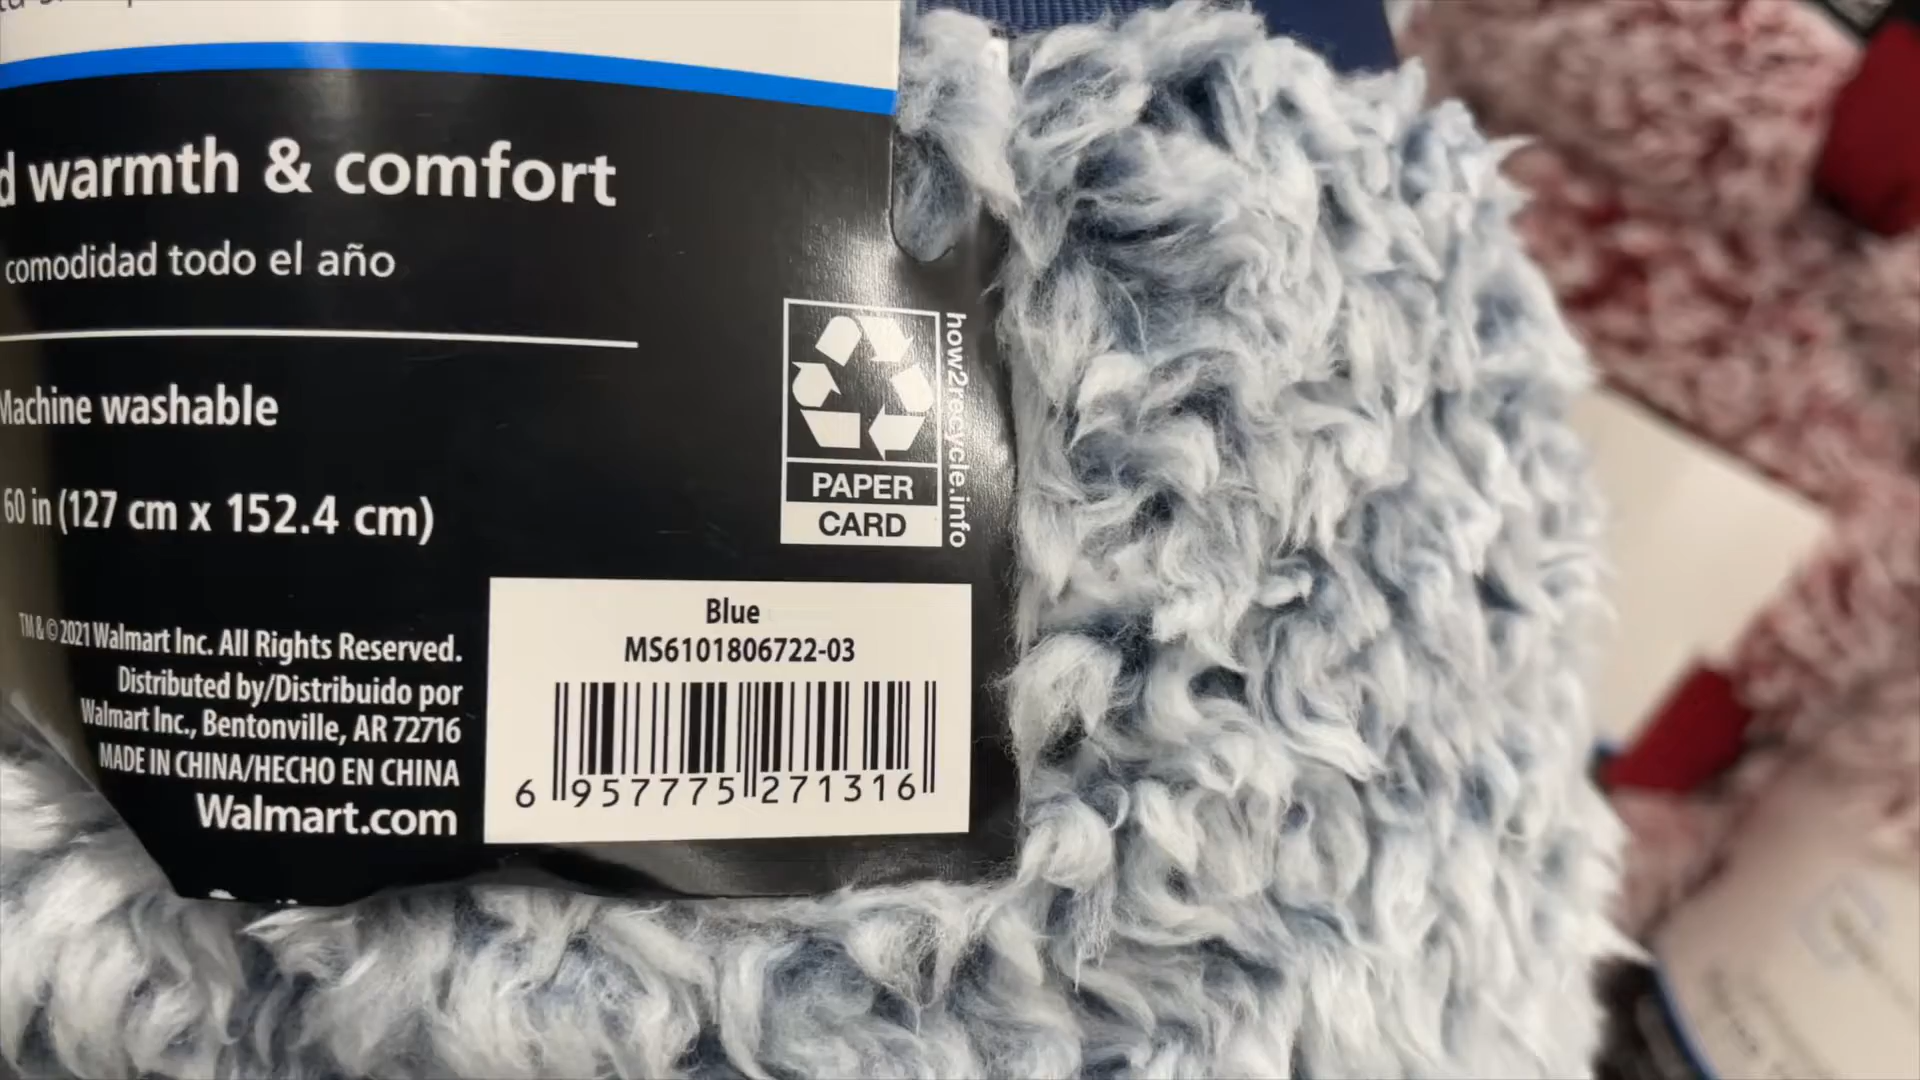 warmth & comfort
comodidad todo el año
Machine washable
60 in (127 cm x 152.4 cm)
how2recycle.info
PAPER
CARD
TM & © 2021 Walmart Inc. All Rights Reserved.
Distributed by/Distribuido por
Walmart Inc., Bentonville, AR 72716
MADE IN CHINA/HECHO EN CHINA
Walmart.com
Blue
MS6101806722-03
6 957775 271316